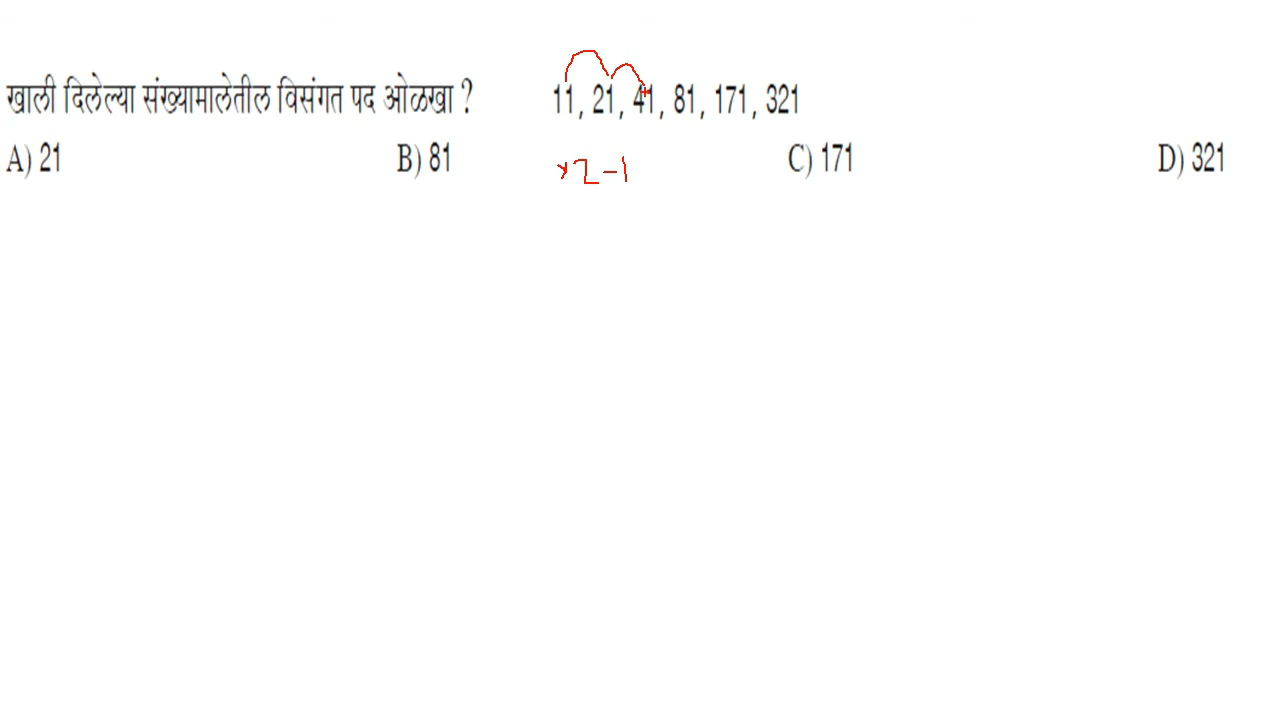 खाली दिलेल्या संख्यामालेतील विसंगत पद ओळखा ? 11, 21, 41, 81, 171, 321
A) 21 B) 81 C) 171 D) 321
×2-1